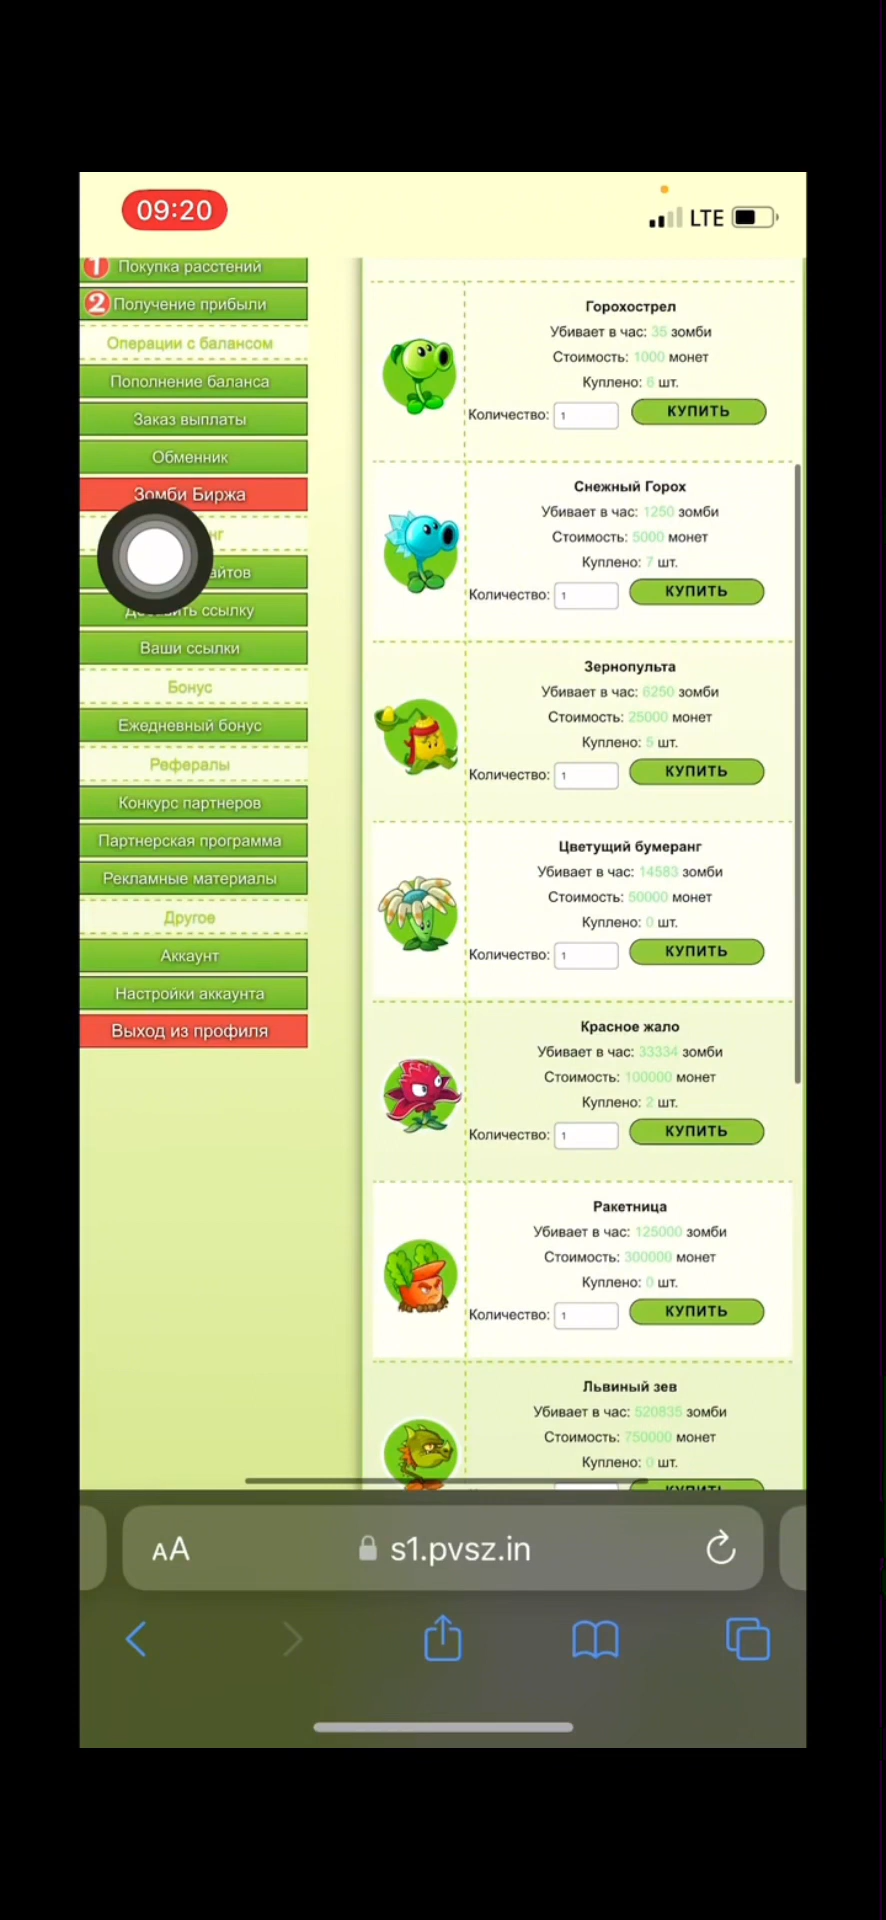 09:20
LTE
1 Покупка расстений
2 Получение прибыли
Операции с балансом
Пополнение баланса
Заказ выплаты
Обменник
Зомби Биржа
нг
айтов
ить ссылку
Ваши ссылки
Бонус
Ежедневный бонус
Рефералы
Конкурс партнеров
Партнерская программа
Рекламные материалы
Другое
Аккаунт
Настройки аккаунта
Выход из профиля
Горохострел
Убивает в час: 35 зомби
Стоимость: 1000 монет
Куплено: 6 шт.
Количество: 1 КУПИТЬ
Снежный Горох
Убивает в час: 1250 зомби
Стоимость: 5000 монет
Куплено: 7 шт.
Количество: 1 КУПИТЬ
Зернопульта
Убивает в час: 6250 зомби
Стоимость: 25000 монет
Куплено: 5 шт.
Количество: 1 КУПИТЬ
Цветущий бумеранг
Убивает в час: 14583 зомби
Стоимость: 50000 монет
Куплено: 0 шт.
Количество: 1 КУПИТЬ
Красное жало
Убивает в час: 33334 зомби
Стоимость: 100000 монет
Куплено: 2 шт.
Количество: 1 КУПИТЬ
Ракетница
Убивает в час: 125000 зомби
Стоимость: 300000 монет
Куплено: 0 шт.
Количество: 1 КУПИТЬ
Львиный зев
Убивает в час: 520835 зомби
Стоимость: 750000 монет
Куплено: 0 шт.
КУПИТЬ
AA s1.pvsz.in